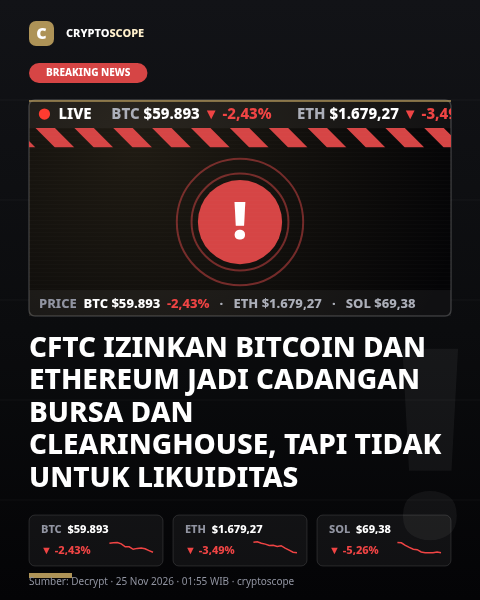 C CRYPTOSCOPE
BREAKING NEWS
LIVE BTC $59.893 ▼ -2,43% ETH $1.679,27 ▼ -3,49
!
PRICE BTC $59.893 -2,43% · ETH $1.679,27 · SOL $69,38
CFTC IZINKAN BITCOIN DAN
ETHEREUM JADI CADANGAN
BURSA DAN
CLEARINGHOUSE, TAPI TIDAK
UNTUK LIKUIDITAS
BTC $59.893 ETH $1.679,27 SOL $69,38
▼ -2,43% ▼ -3,49% ▼ -5,26%
Sumber: Decrypt · 25 Nov 2026 · 01:55 WIB · cryptoscope